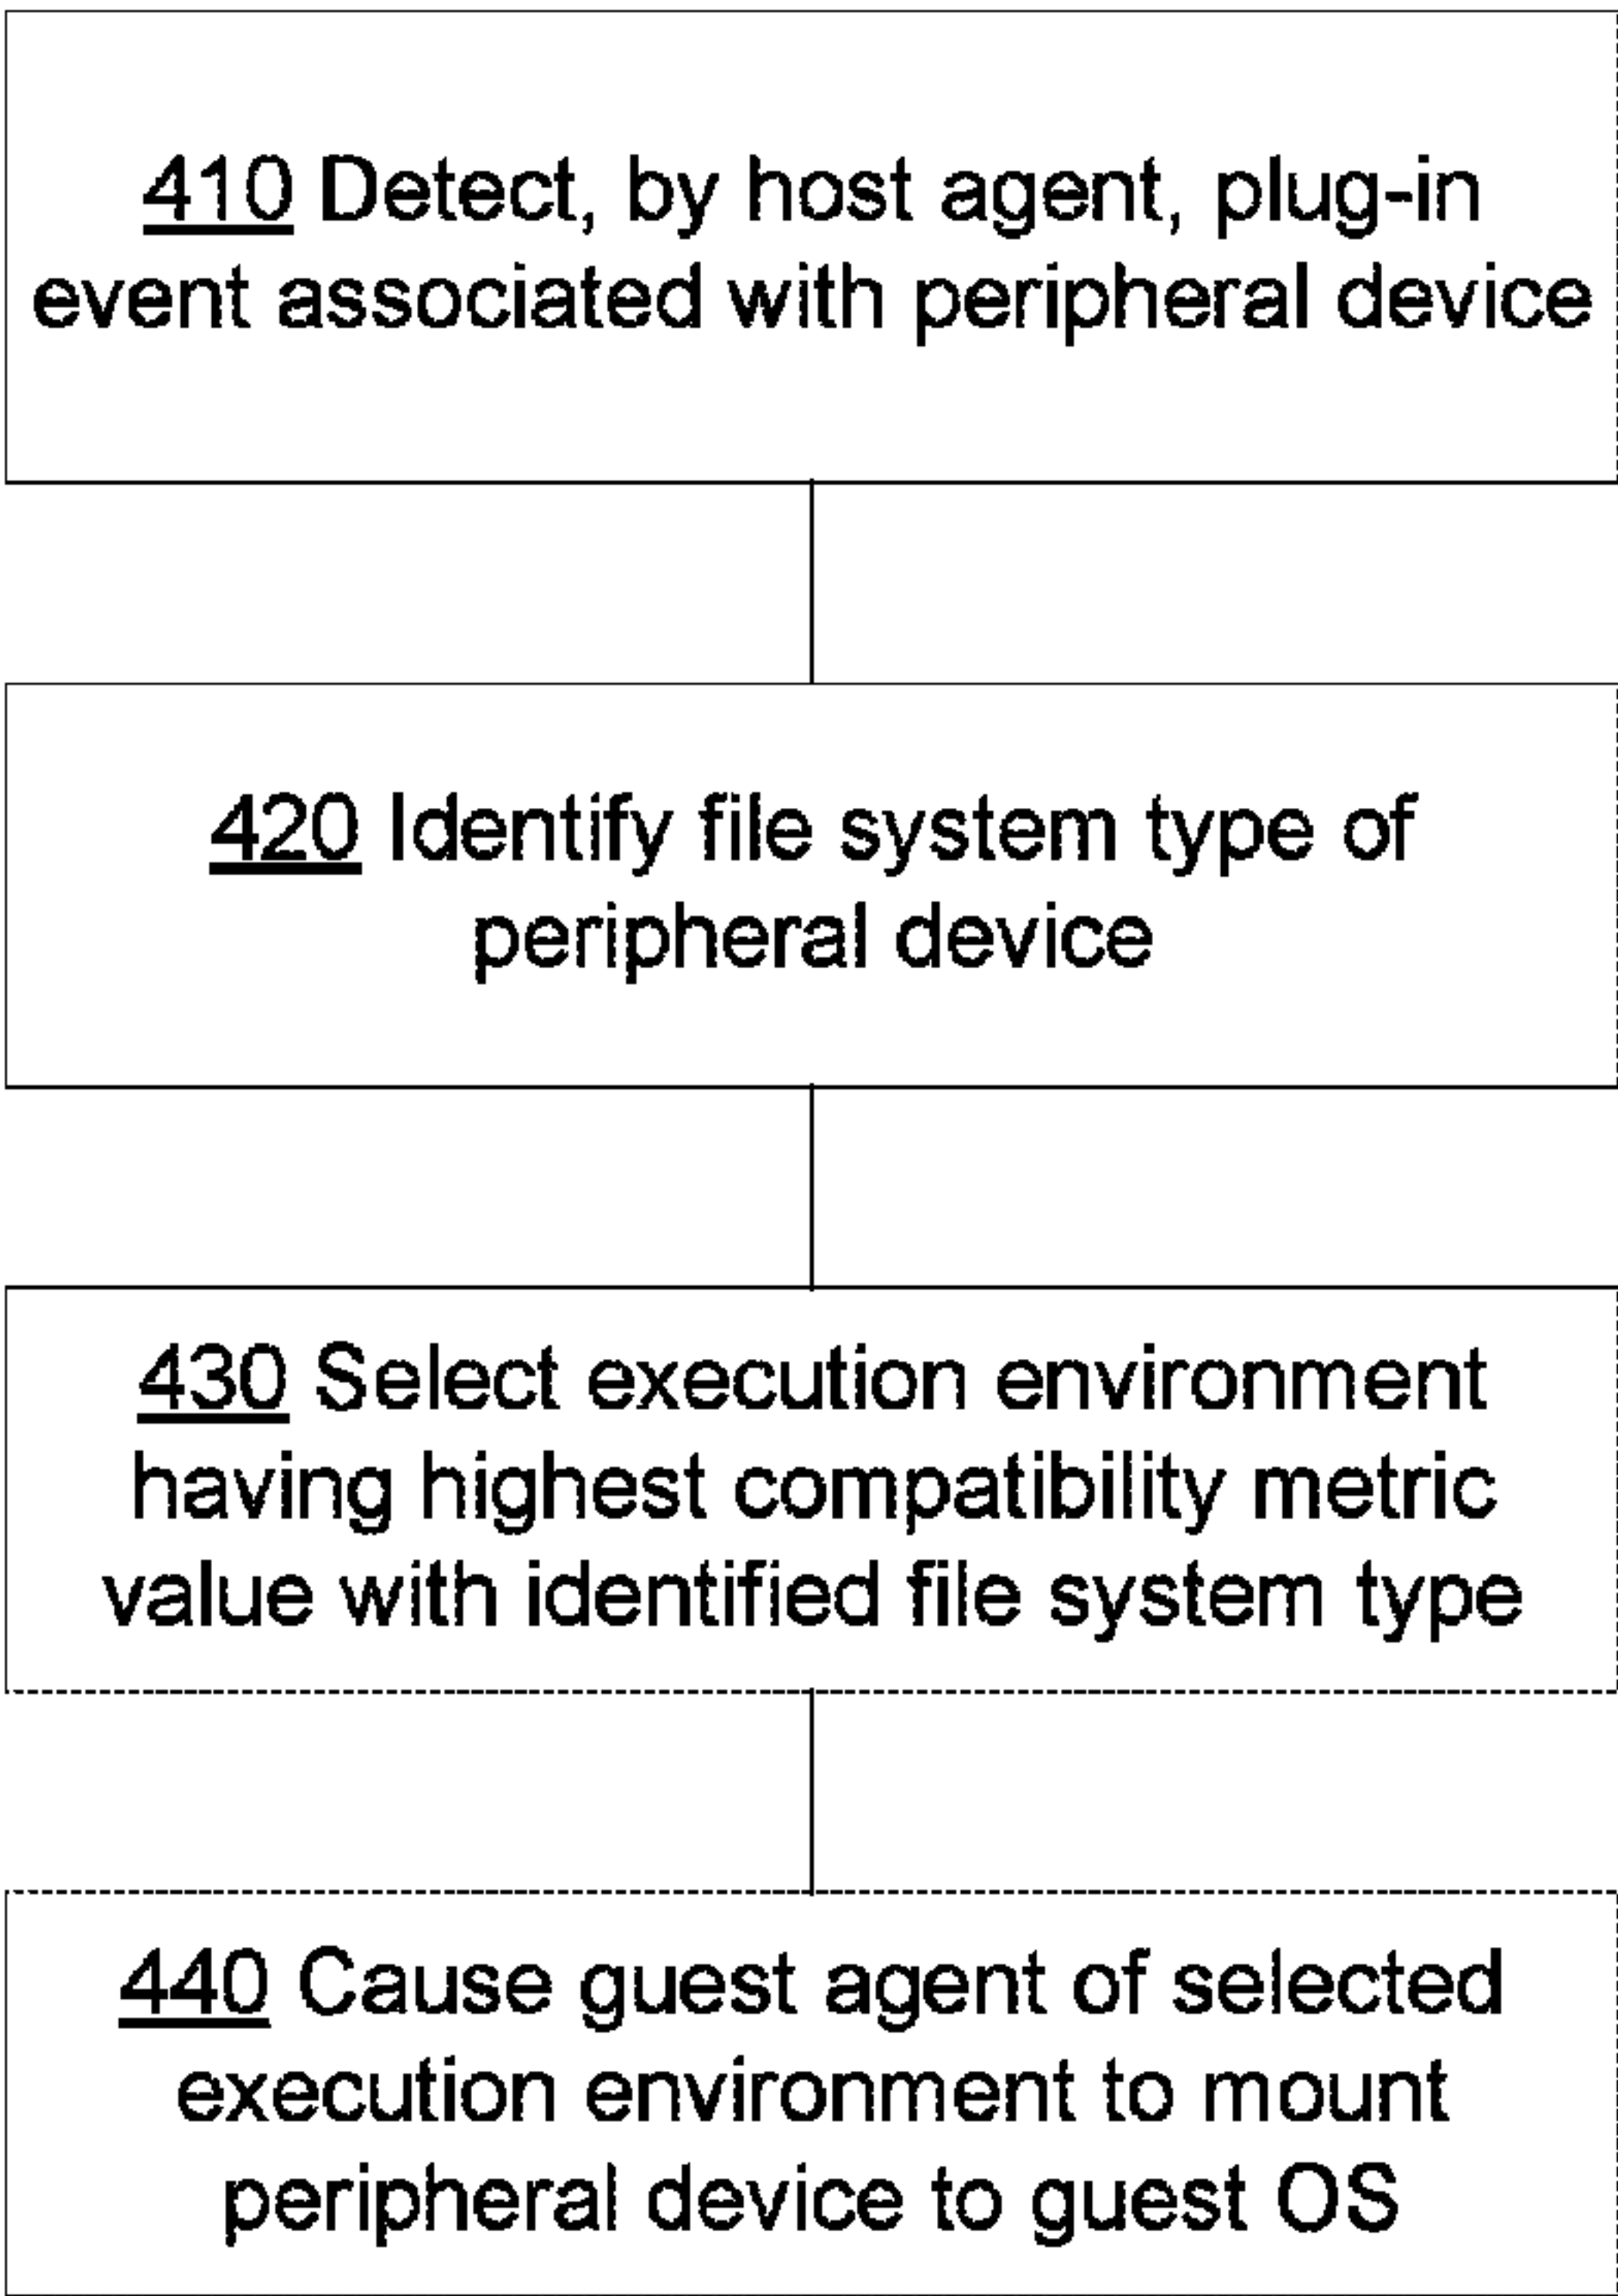 410 Detect, by host agent, plug-in
event associated with peripheral device
420 Identify file system type of
peripheral device
430 Select execution environment
having highest compatibility metric
value with identified file system type
440 Cause guest agent of selected
execution environment to mount
peripheral device to guest OS